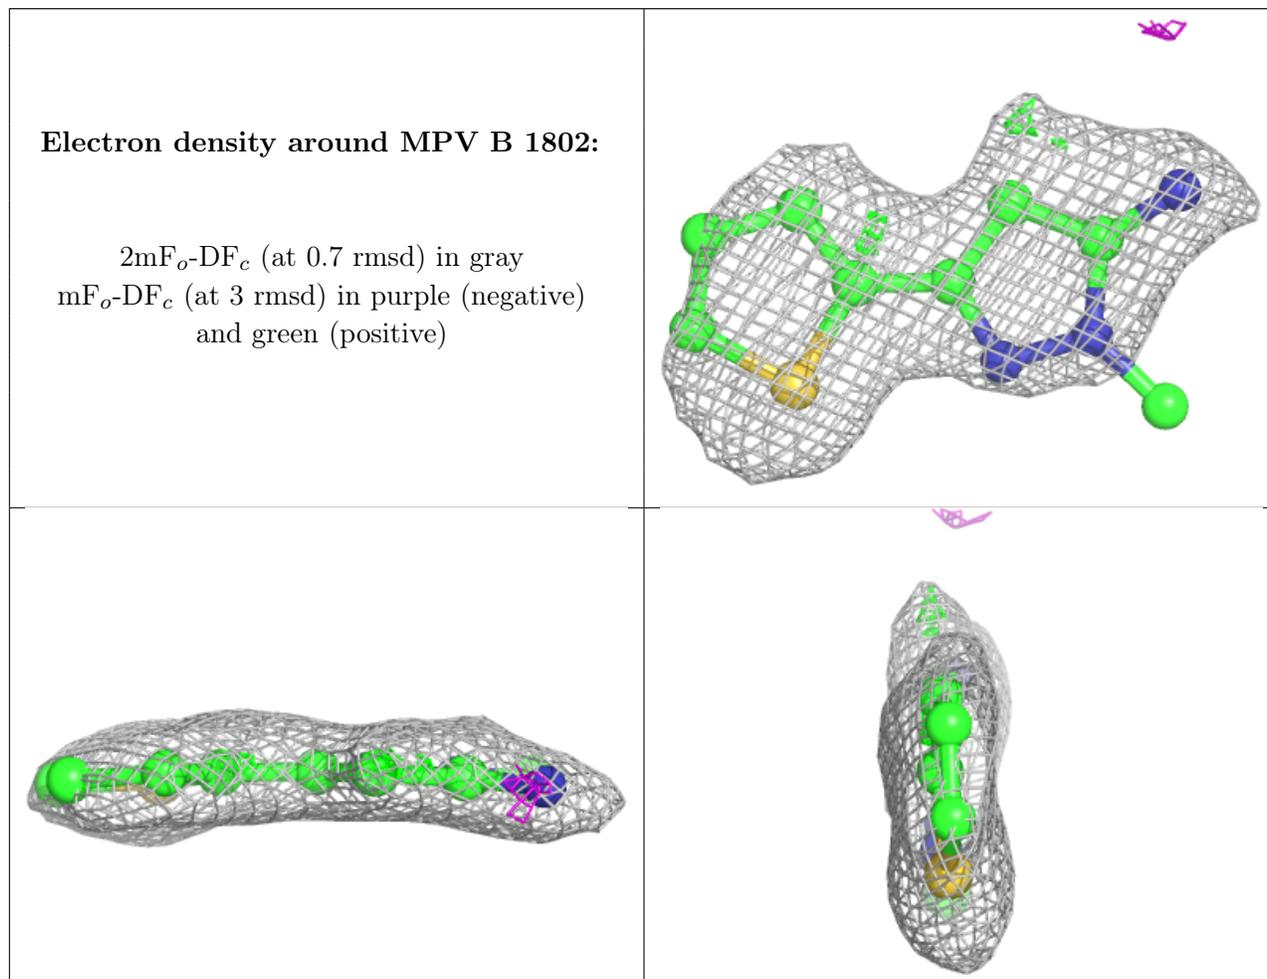 Electron density around MPV B 1802:
2mFo-DFc (at 0.7 rmsd) in gray
mFo-DFc (at 3 rmsd) in purple (negative)
and green (positive)